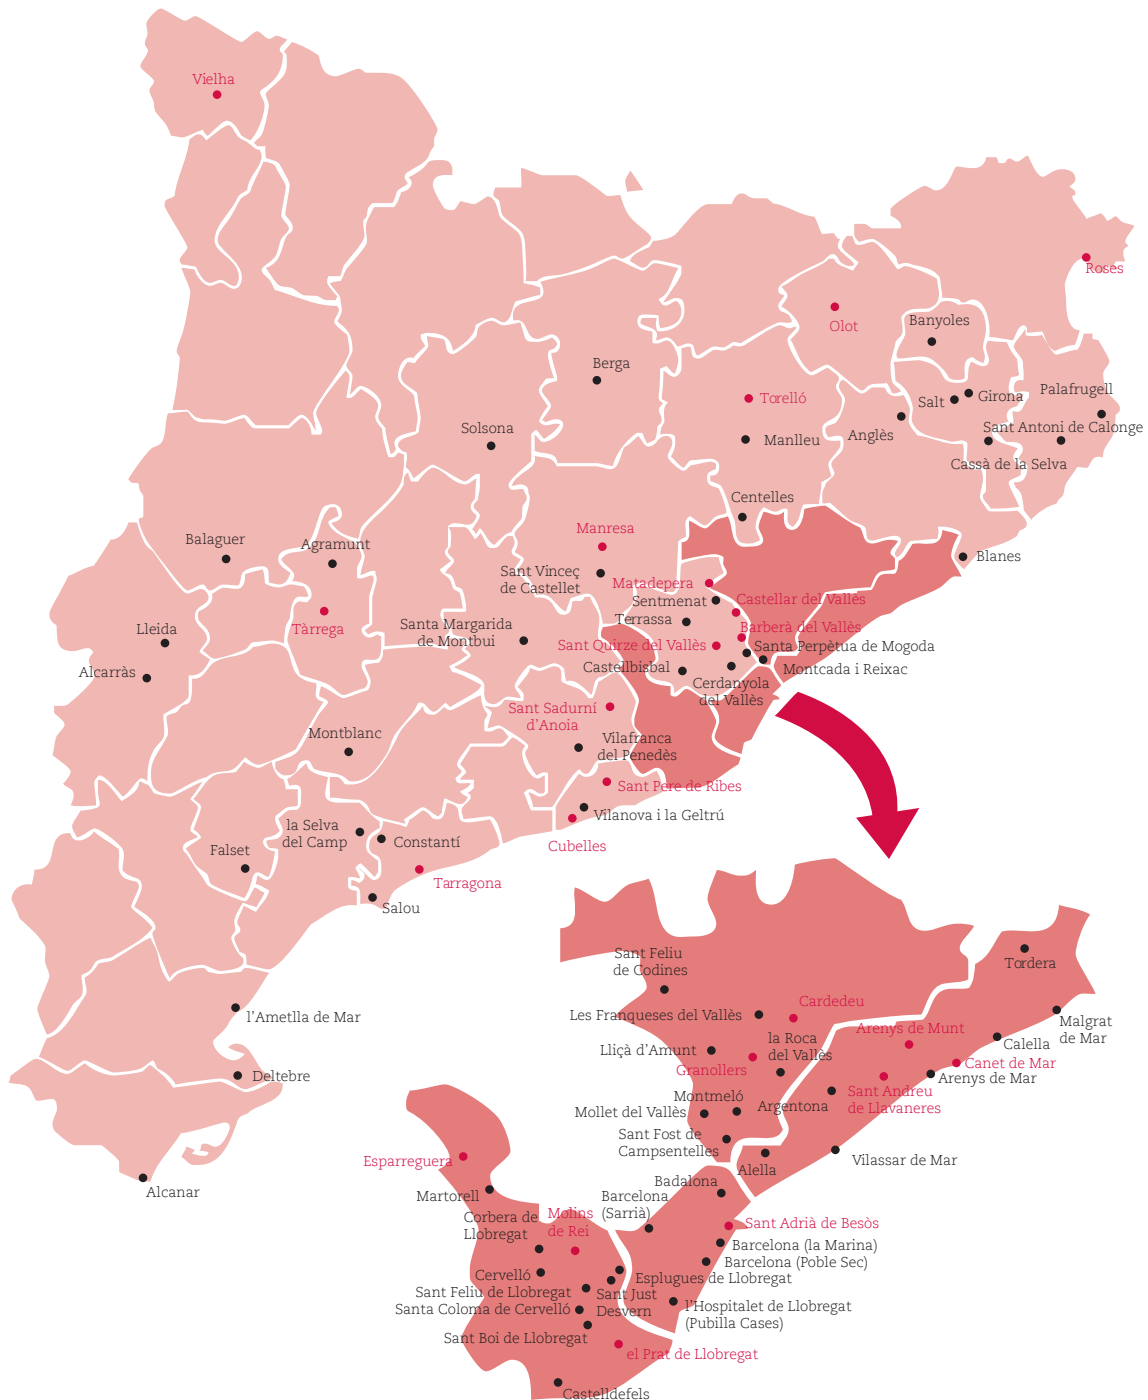 Vielha
Roses
Olot
Banyoles
Berga
Palafrugell
Torelló
Salt
Girona
Solsona
Manlleu
Anglès
Sant Antoni de Calonge
Cassà de la Selva
Centelles
Manresa
Balaguer
Agramunt
Blanes
Sant Vinceç
de Castellet
Matadepera
Sentmenat
Castellar del Vallès
Terrassa
Tàrrega
Lleida
Santa Margarida
de Montbui
Barberà del Vallès
Sant Quirze del Vallès
Santa Perpètua de Mogoda
Alcarràs
Castellbisbal
Montcada i Reixac
Cerdanyola
del Vallès
Sant Sadurní
d'Anoia
Montblanc
Vilafranca
del Penedès
Sant Pere de Ribes
Vilanova i la Geltrú
la Selva
del Camp
Constantí
Cubelles
Falset
Tarragona
Salou
Sant Feliu
de Codines
Tordera
Cardedeu
l'Ametlla de Mar
Les Franqueses del Vallès
Malgrat
de Mar
Arenys de Munt
la Roca
del Vallès
Calella
Lliçà d'Amunt
Canet de Mar
Granollers
Deltebre
Arenys de Mar
Sant Andreu
de Llavaneres
Montmeló
Argentona
Mollet del Vallès
Sant Fost de
Campsentelles
Esparreguera
Vilassar de Mar
Alella
Badalona
Alcanar
Martorell
Barcelona
(Sarrià)
Molins
de Rei
Corbera de
Llobregat
Sant Adrià de Besòs
Barcelona (la Marina)
Barcelona (Poble Sec)
Cervelló
Esplugues de Llobregat
Sant Feliu de Llobregat
Sant Just
Desvern
Santa Coloma de Cervelló
l'Hospitalet de Llobregat
(Pubilla Cases)
Sant Boi de Llobregat
el Prat de Llobregat
Castelldefels